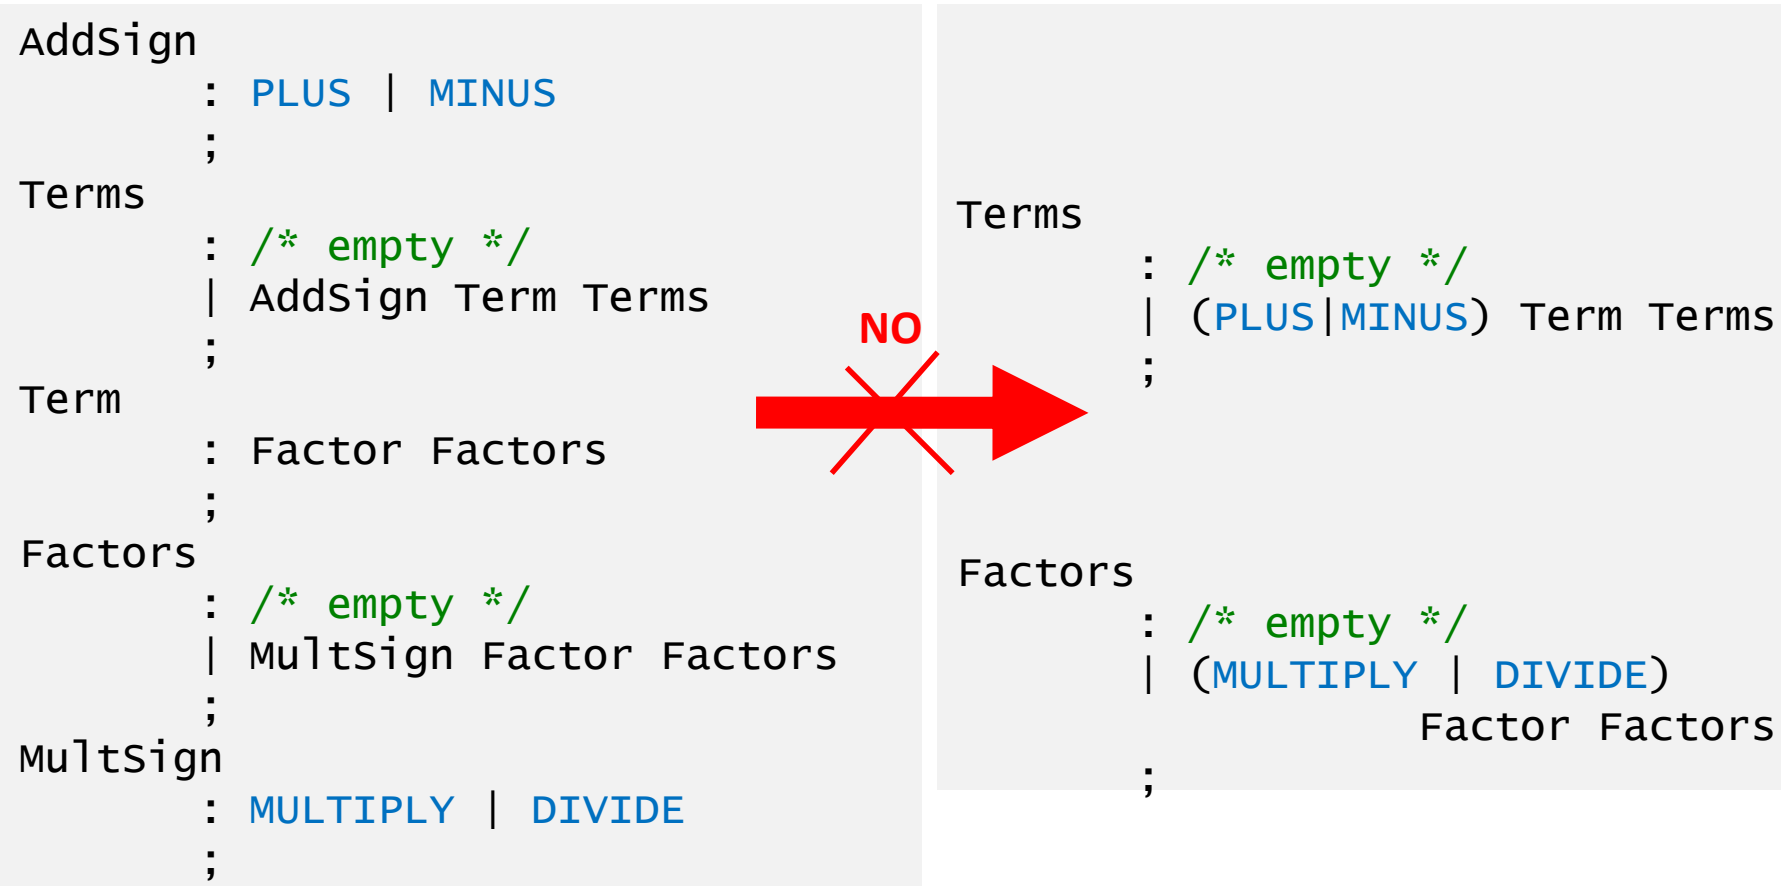 AddSign
: PLUS | MINUS
;
Terms
: /* empty */
| AddSign Term Terms
;
Term
: Factor Factors
;
Factors
: /* empty */
| MultSign Factor Factors
;
MultSign
: MULTIPLY | DIVIDE
;
NO
Terms
: /* empty */
| (PLUS|MINUS) Term Terms
;
Factors
: /* empty */
| (MULTIPLY | DIVIDE)
Factor Factors
;